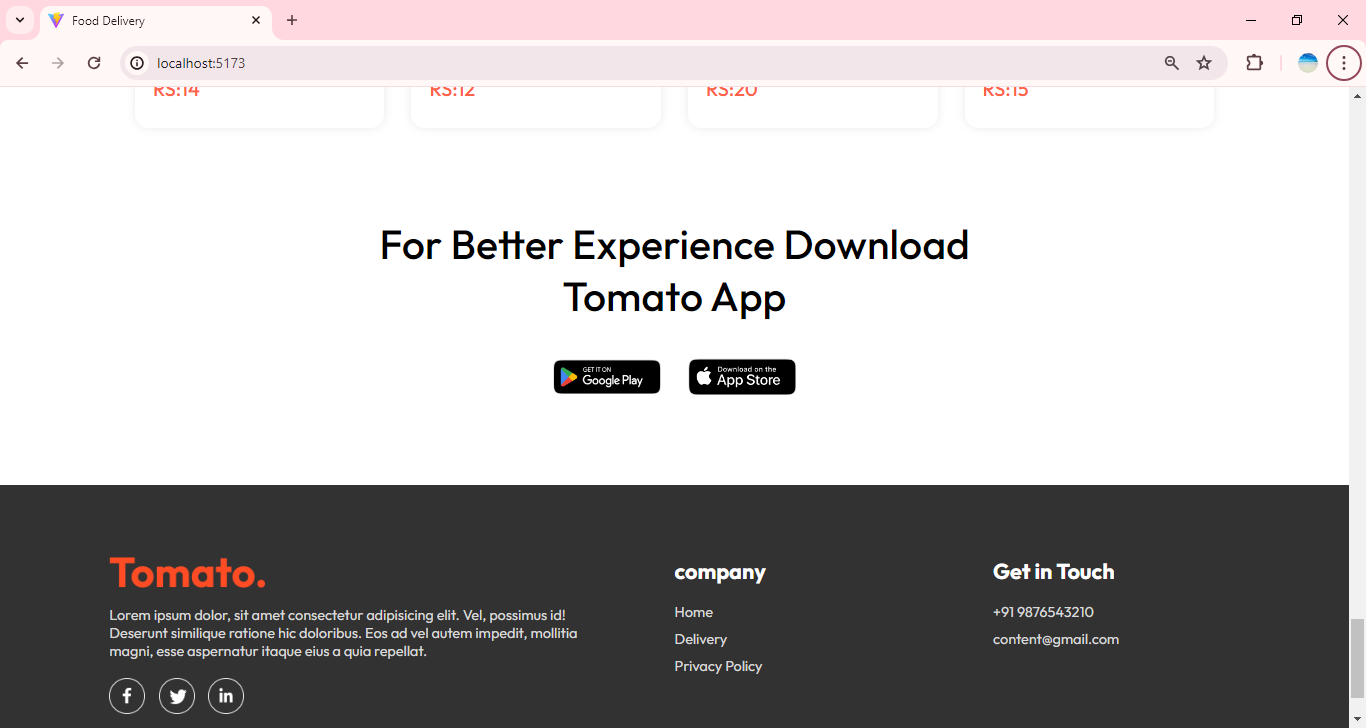 Food Delivery
localhost:5173
RS:14
RS:12
RS:20
RS:15
For Better Experience Download
Tomato App
GET IT ON
Google Play
Download on the
App Store
Tomato.
Lorem ipsum dolor, sit amet consectetur adipisicing elit. Vel, possimus id!
Deserunt similique ratione hic doloribus. Eos ad vel autem impedit, mollitia
magni, esse aspernatur itaque eius a quia repellat.
company
Home
Delivery
Privacy Policy
Get in Touch
+91 9876543210
content@gmail.com